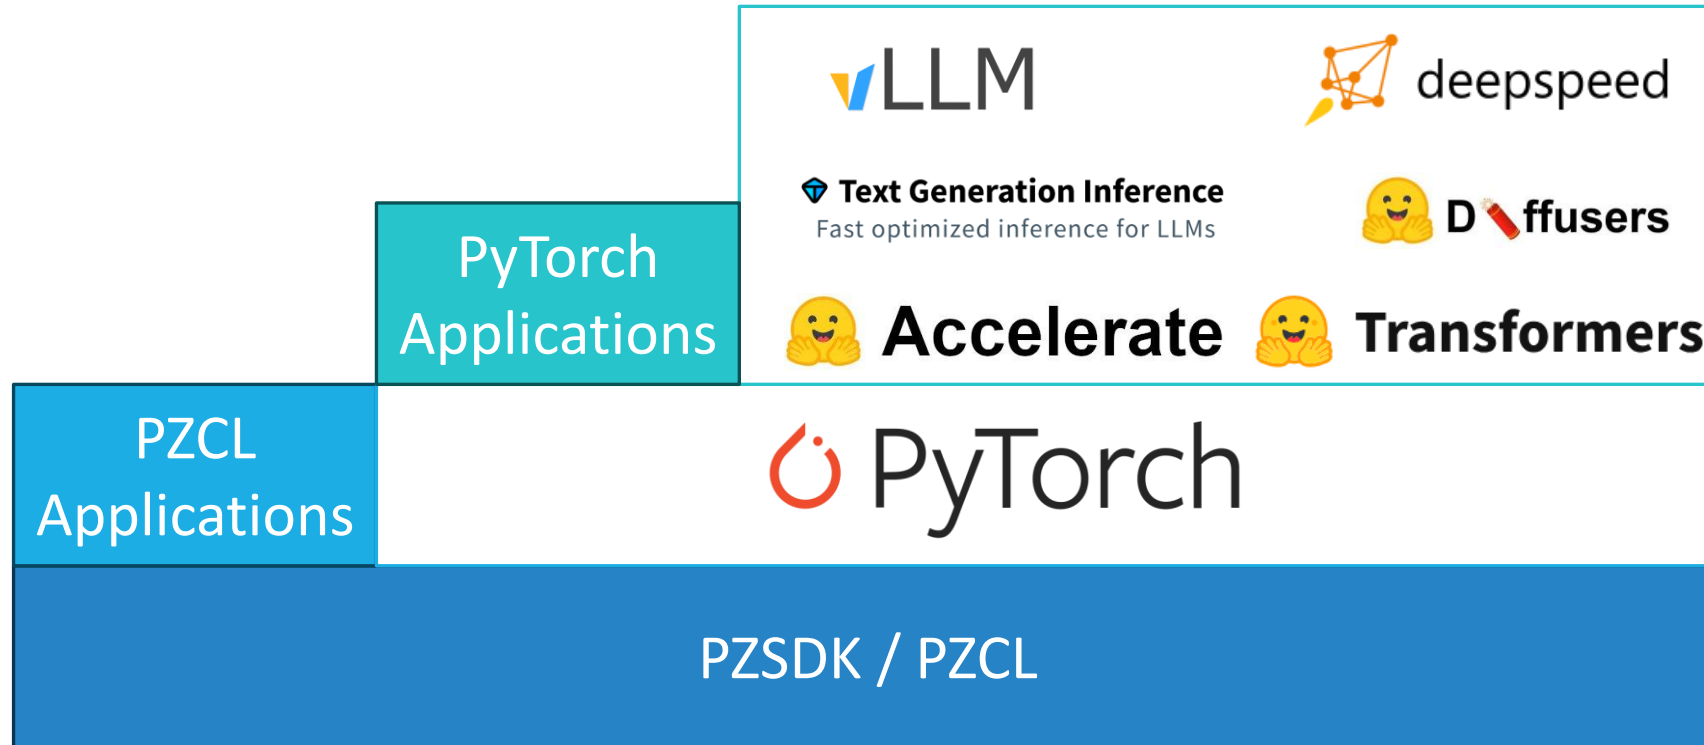 vLLM
deepspeed
Text Generation Inference
Fast optimized inference for LLMs
D🧨ffusers
PyTorch
Applications
Accelerate
Transformers
PZCL
Applications
PyTorch
PZSDK / PZCL